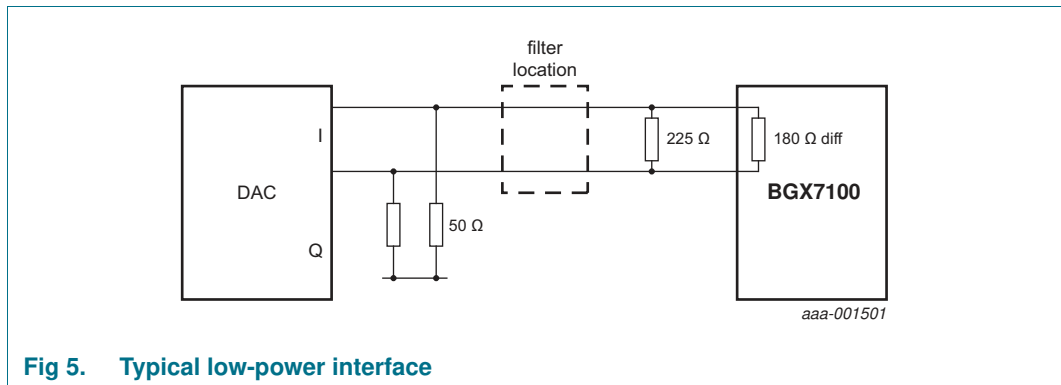 filter
location
I
225 Ω
180 Ω diff
DAC
BGX7100
50 Ω
Q
aaa-001501
Fig 5. Typical low-power interface